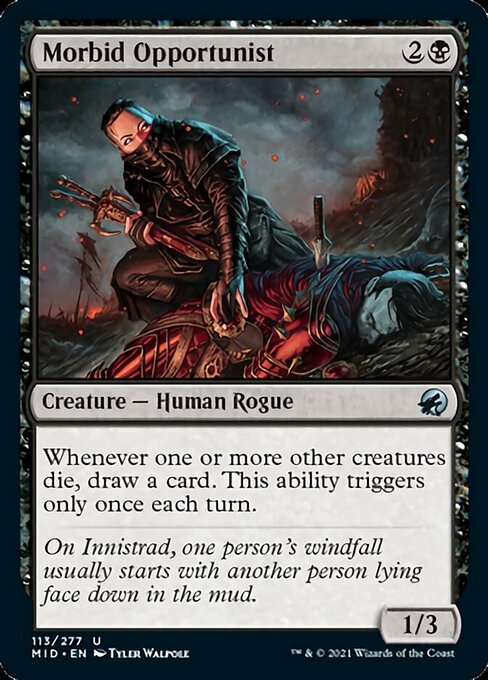 Morbid Opportunist 2
Creature — Human Rogue
Whenever one or more other creatures
die, draw a card. This ability triggers
only once each turn.
On Innistrad, one person's windfall
usually starts with another person lying
face down in the mud.
1/3
113/277 U
MID • EN Tyler Walpole
™ & © 2021 Wizards of the Coast